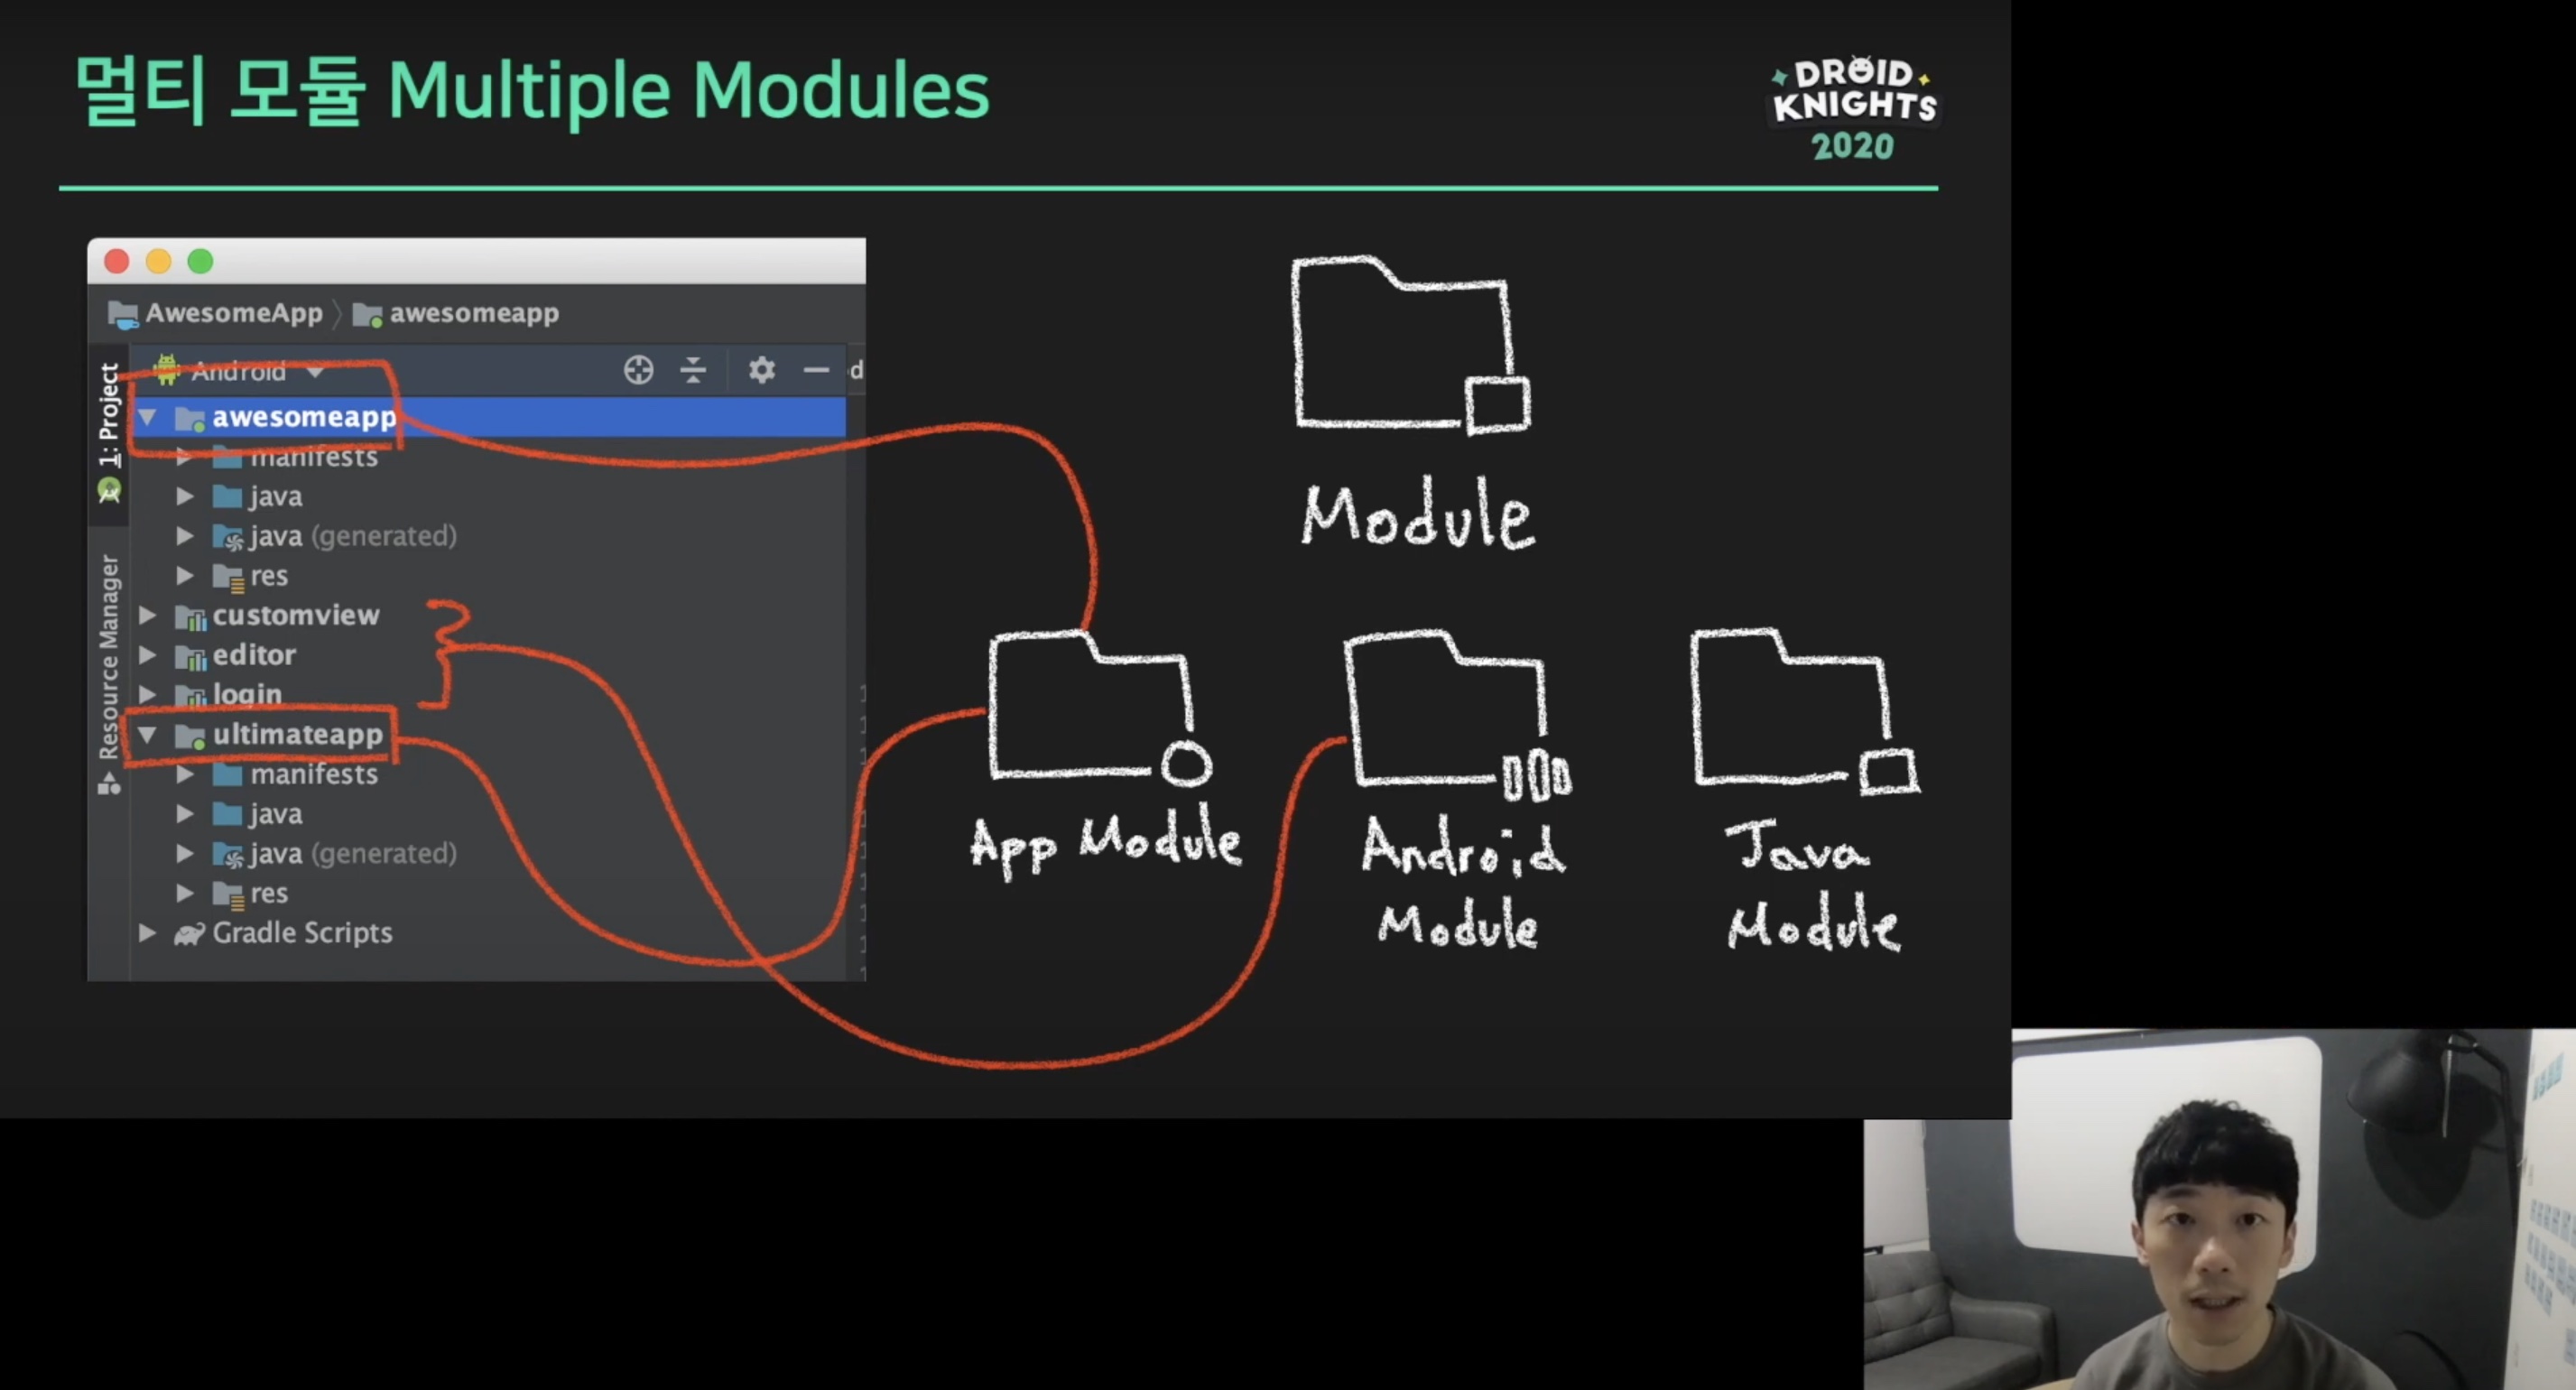 멀티 모듈 Multiple Modules
DROID
KNIGHTS
2020
AwesomeApp 〉 awesomeapp
1: Project
Resource Manager
Android
d
awesomeapp
manifests
java
java (generated)
res
customview
editor
login
ultimateapp
manifests
java
java (generated)
res
Gradle Scripts
Module
App Module
Android
Module
Java
Module